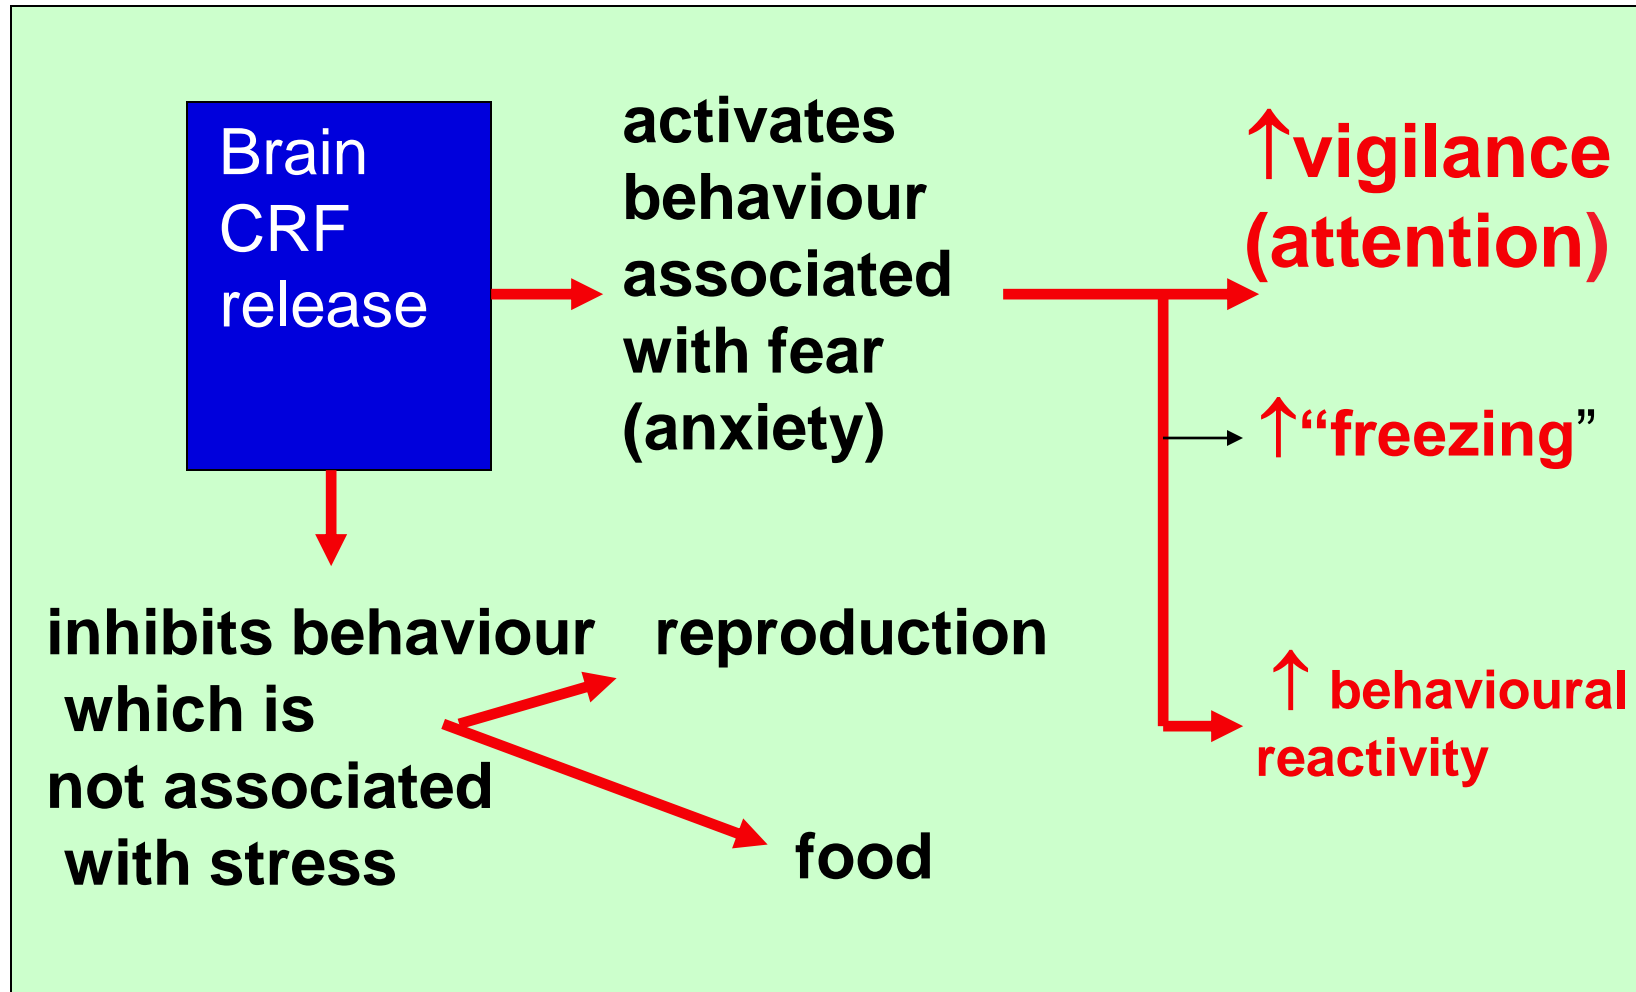 Brain
CRF
release
activates
behaviour
associated
with fear
(anxiety)
↑vigilance
(attention)
↑“freezing”
↑ behavioural
reactivity
inhibits behaviour
which is
not associated
with stress
reproduction
food